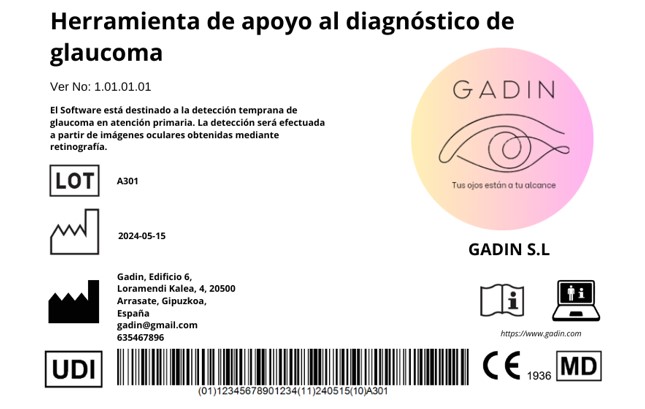 Herramienta de apoyo al diagnóstico de
glaucoma
Ver No: 1.01.01.01
El Software está destinado a la detección temprana de
glaucoma en atención primaria. La detección será efectuada
a partir de imágenes oculares obtenidas mediante
retinografía.
GADIN
Tus ojos están a tu alcance
LOT
A301
2024-05-15
GADIN S.L
Gadin, Edificio 6,
Loramendi Kalea, 4, 20500
Arrasate, Gipuzkoa,
España
gadin@gmail.com
635467896
i
i
https://www.gadin.com
UDI
(01)12345678901234(11)240515(10)A301
CE
1936
MD